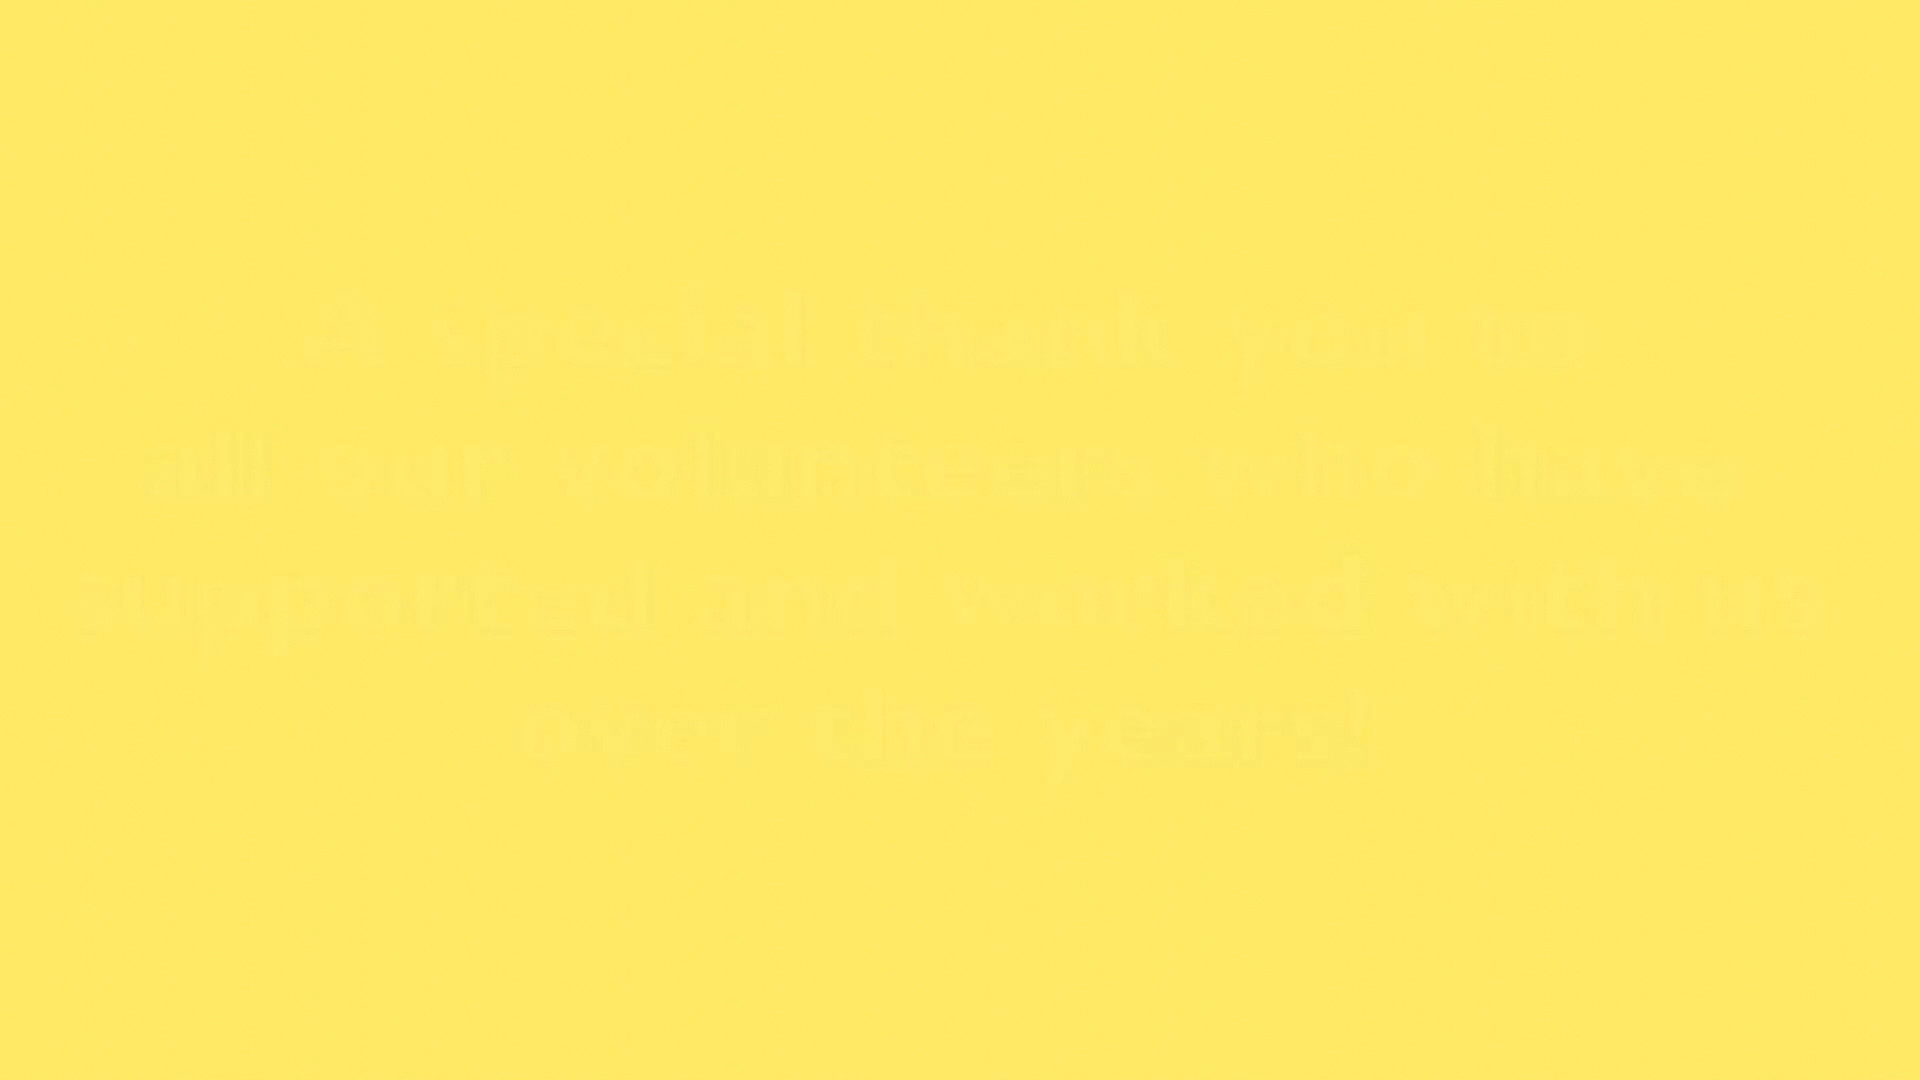 A special thank you to
all our volunteers who have
supported and worked with us
over the years!